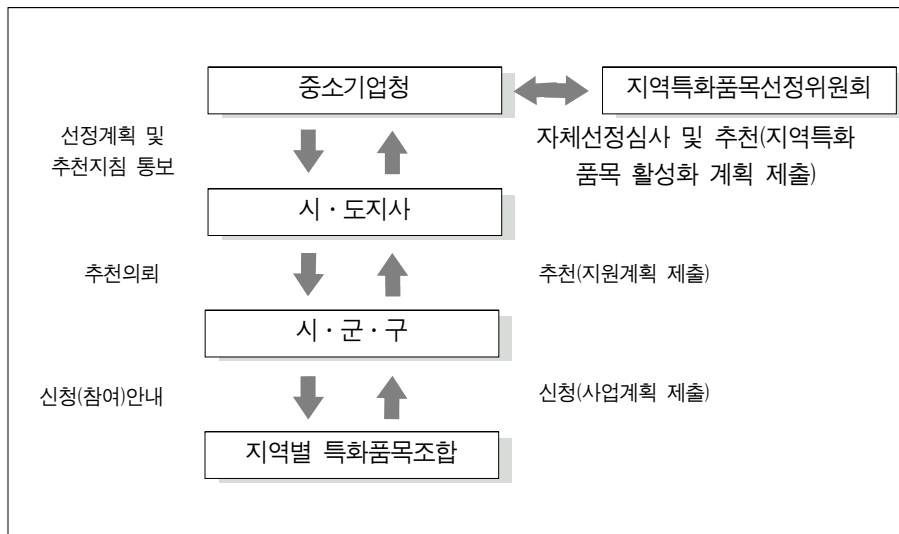 중소기업청
지역특화품목선정위원회
선정계획 및
추천지침 통보
자체선정심사 및 추천(지역특화
품목 활성화 계획 제출)
시·도지사
추천의뢰
추천(지원계획 제출)
시·군·구
신청(참여)안내
신청(사업계획 제출)
지역별 특화품목조합